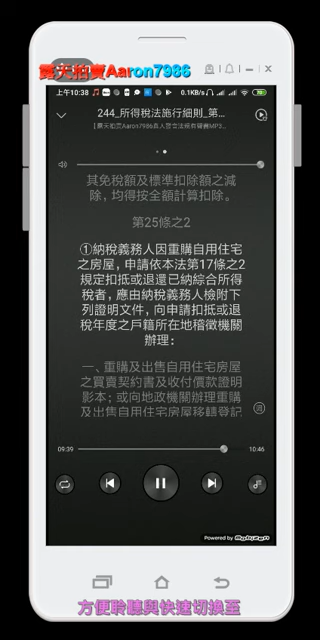 露天拍賣Aaron7986
上午10:38
0.1KB/s
244_所得稅法施行細則_第...
【露天拍賣Aaron7986真人發音法條有聲書MP3...
其免稅額及標準扣除額之減
除，均得按全額計算扣除。
第25條之2
①納稅義務人因重購自用住宅
之房屋，申請依本法第17條之2
規定扣抵或退還已納綜合所得
稅者，應由納稅義務人檢附下
列證明文件，向申請扣抵或退
稅年度之戶籍所在地稽徵機關
辦理：
一、重購及出售自用住宅房屋
之買賣契約書及收付價款證明
影本；或向地政機關辦理重購
及出售自用住宅房屋移轉登記
09:39
10:46
Powered by Mobizen
方便聆聽與快速切換至